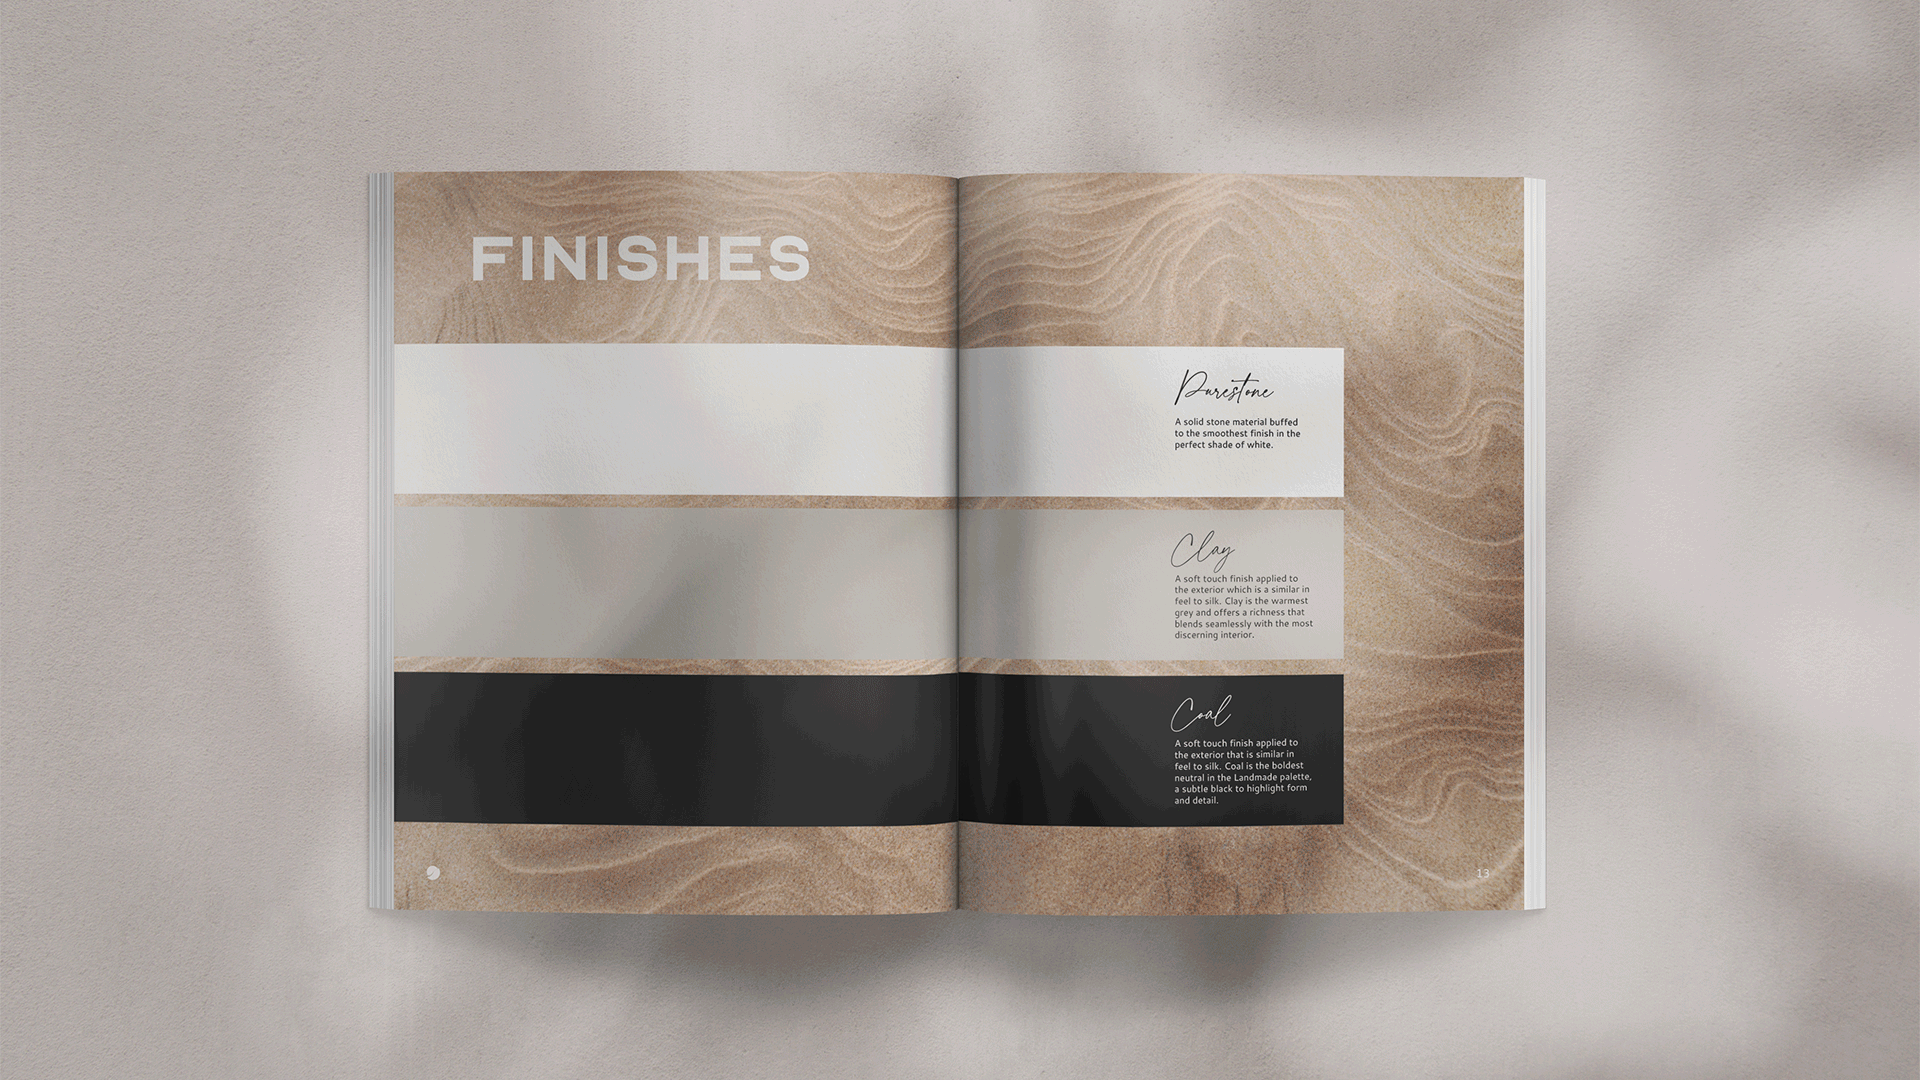 FINISHES
Purestone
A solid stone material buffed
to the smoothest finish in the
perfect shade of white.
Clay
A soft touch finish applied to
the exterior which is a similar in
feel to silk. Clay is the warmest
grey and offers a richness that
blends seamlessly with the most
discerning interior.
Coal
A soft touch finish applied to
the exterior that is similar in
feel to silk. Coal is the boldest
neutral in the Landmade palette,
a subtle black to highlight form
and detail.
13